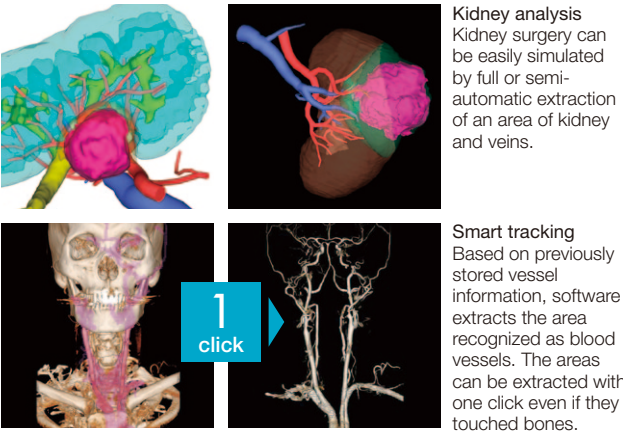 Kidney analysis
Kidney surgery can
be easily simulated
by full or semi-
automatic extraction
of an area of kidney
and veins.
1
click
Smart tracking
Based on previously
stored vessel
information, software
extracts the area
recognized as blood
vessels. The areas
can be extracted with
one click even if they
touched bones.